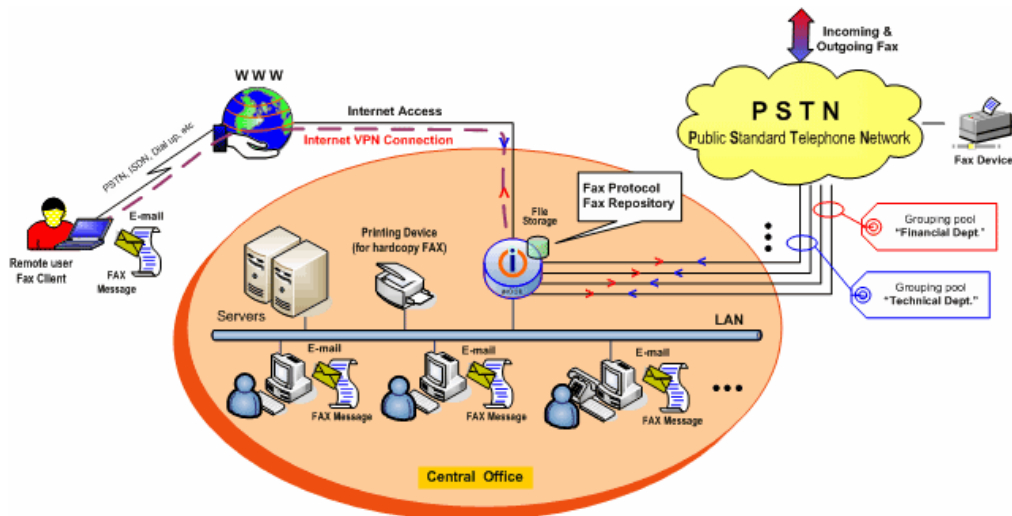 Incoming &
Outgoing Fax
W W W
P S T N
Public Standard Telephone Network
Internet Access
Internet VPN Connection
Fax Device
PSTN, ISDN, Dial up, etc
Fax Protocol
Fax Repository
File
Storage
Grouping pool
"Financial Dept."
E-mail
Printing Device
(for hardcopy FAX)
Remote user
Fax Client
FAX
Message
Grouping pool
"Technical Dept."
Servers
LAN
E-mail
E-mail
E-mail
FAX Message
FAX Message
FAX Message
Central Office